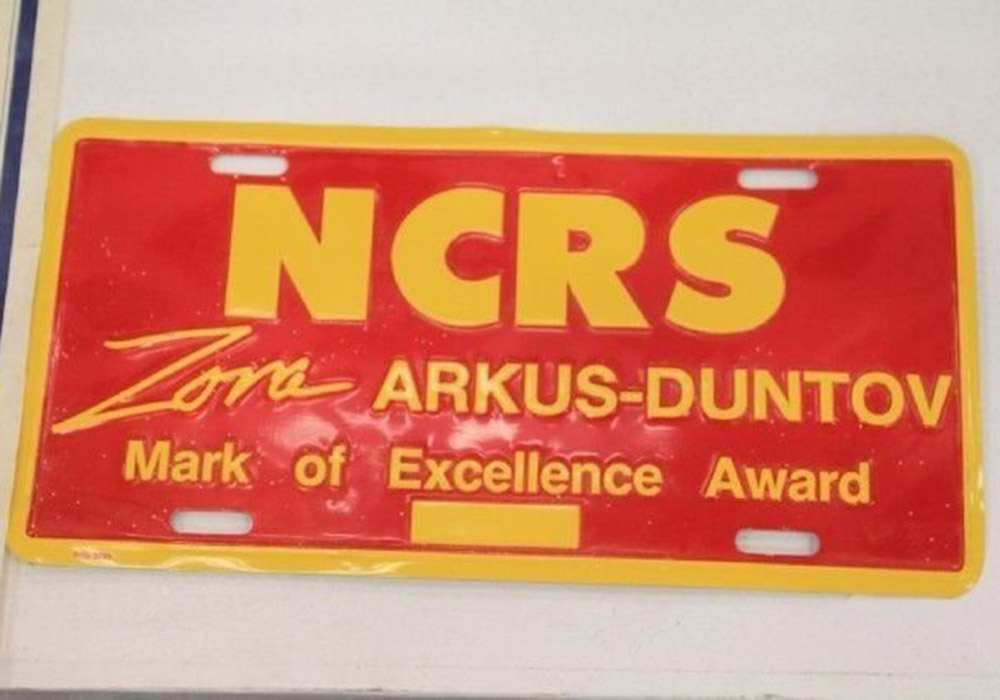 NCRS
Zora ARKUS-DUNTOV
Mark of Excellence Award